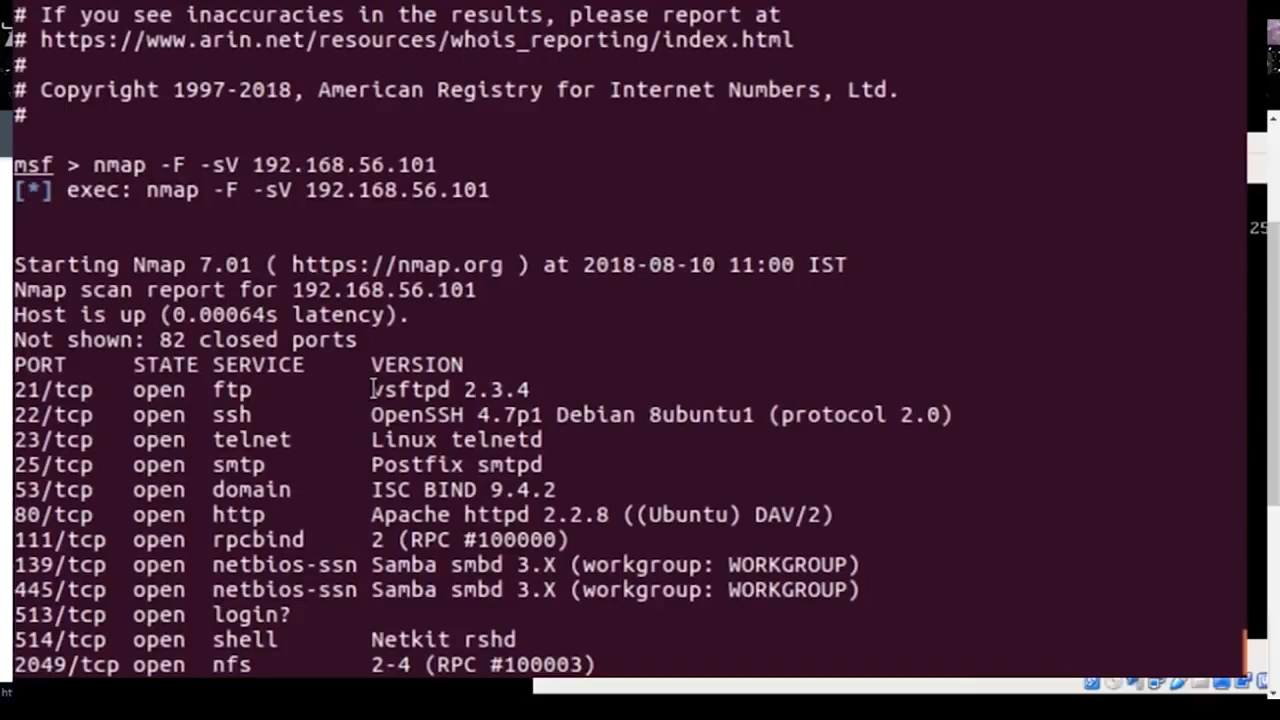 # If you see inaccuracies in the results, please report at
# https://www.arin.net/resources/whois_reporting/index.html
#
# Copyright 1997-2018, American Registry for Internet Numbers, Ltd.
#
msf > nmap -F -sV 192.168.56.101
[*] exec: nmap -F -sV 192.168.56.101
Starting Nmap 7.01 ( https://nmap.org ) at 2018-08-10 11:00 IST
Nmap scan report for 192.168.56.101
Host is up (0.00064s latency).
Not shown: 82 closed ports
PORT STATE SERVICE VERSION
21/tcp open ftp vsftpd 2.3.4
22/tcp open ssh OpenSSH 4.7p1 Debian 8ubuntu1 (protocol 2.0)
23/tcp open telnet Linux telnetd
25/tcp open smtp Postfix smtpd
53/tcp open domain ISC BIND 9.4.2
80/tcp open http Apache httpd 2.2.8 ((Ubuntu) DAV/2)
111/tcp open rpcbind 2 (RPC #100000)
139/tcp open netbios-ssn Samba smbd 3.X (workgroup: WORKGROUP)
445/tcp open netbios-ssn Samba smbd 3.X (workgroup: WORKGROUP)
513/tcp open login?
514/tcp open shell Netkit rshd
2049/tcp open nfs 2-4 (RPC #100003)
25
ht